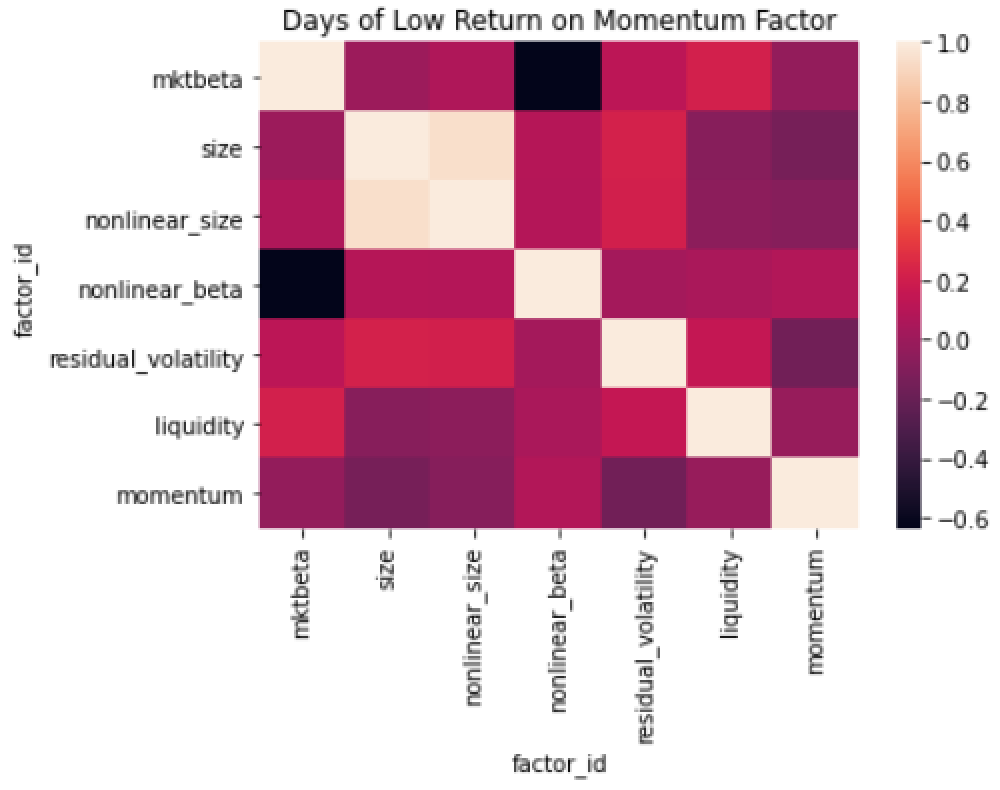 Days of Low Return on Momentum Factor
factor_id
mktbeta
size
nonlinear_size
nonlinear_beta
residual_volatility
liquidity
momentum
mktbeta
size
nonlinear_size
nonlinear_beta
residual_volatility
liquidity
momentum
factor_id
1.0
0.8
0.6
0.4
0.2
0.0
−0.2
−0.4
−0.6